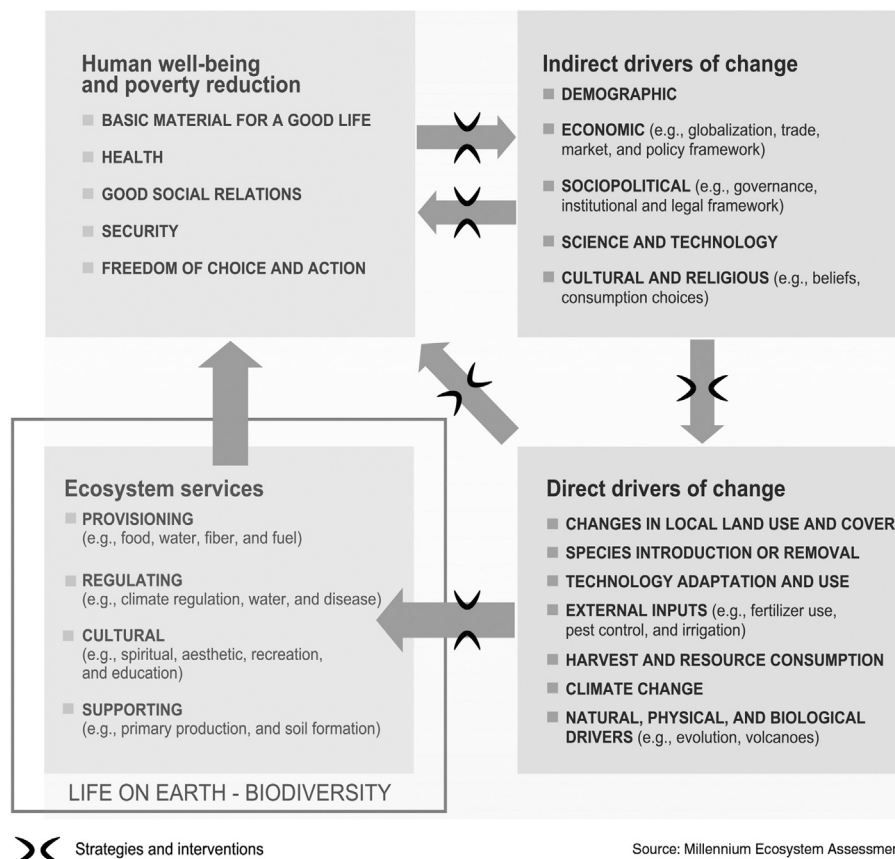 Human well-being
and poverty reduction
BASIC MATERIAL FOR A GOOD LIFE
HEALTH
GOOD SOCIAL RELATIONS
SECURITY
FREEDOM OF CHOICE AND ACTION
Indirect drivers of change
DEMOGRAPHIC
ECONOMIC (e.g., globalization, trade,
market, and policy framework)
SOCIOPOLITICAL (e.g., governance,
institutional and legal framework)
SCIENCE AND TECHNOLOGY
CULTURAL AND RELIGIOUS (e.g., beliefs,
consumption choices)
Ecosystem services
PROVISIONING
(e.g., food, water, fiber, and fuel)
REGULATING
(e.g., climate regulation, water, and disease)
CULTURAL
(e.g., spiritual, aesthetic, recreation,
and education)
SUPPORTING
(e.g., primary production, and soil formation)
LIFE ON EARTH - BIODIVERSITY
Direct drivers of change
CHANGES IN LOCAL LAND USE AND COVER
SPECIES INTRODUCTION OR REMOVAL
TECHNOLOGY ADAPTATION AND USE
EXTERNAL INPUTS (e.g., fertilizer use,
pest control, and irrigation)
HARVEST AND RESOURCE CONSUMPTION
CLIMATE CHANGE
NATURAL, PHYSICAL, AND BIOLOGICAL
DRIVERS (e.g., evolution, volcanoes)
Strategies and interventions
Source: Millennium Ecosystem Assessmen